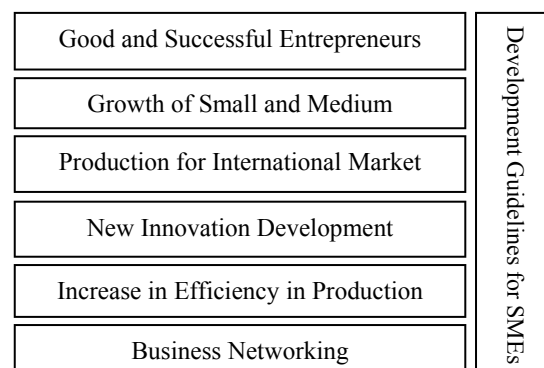 Good and Successful Entrepreneurs
Growth of Small and Medium
Production for International Market
New Innovation Development
Increase in Efficiency in Production
Business Networking
Development Guidelines for SMEs